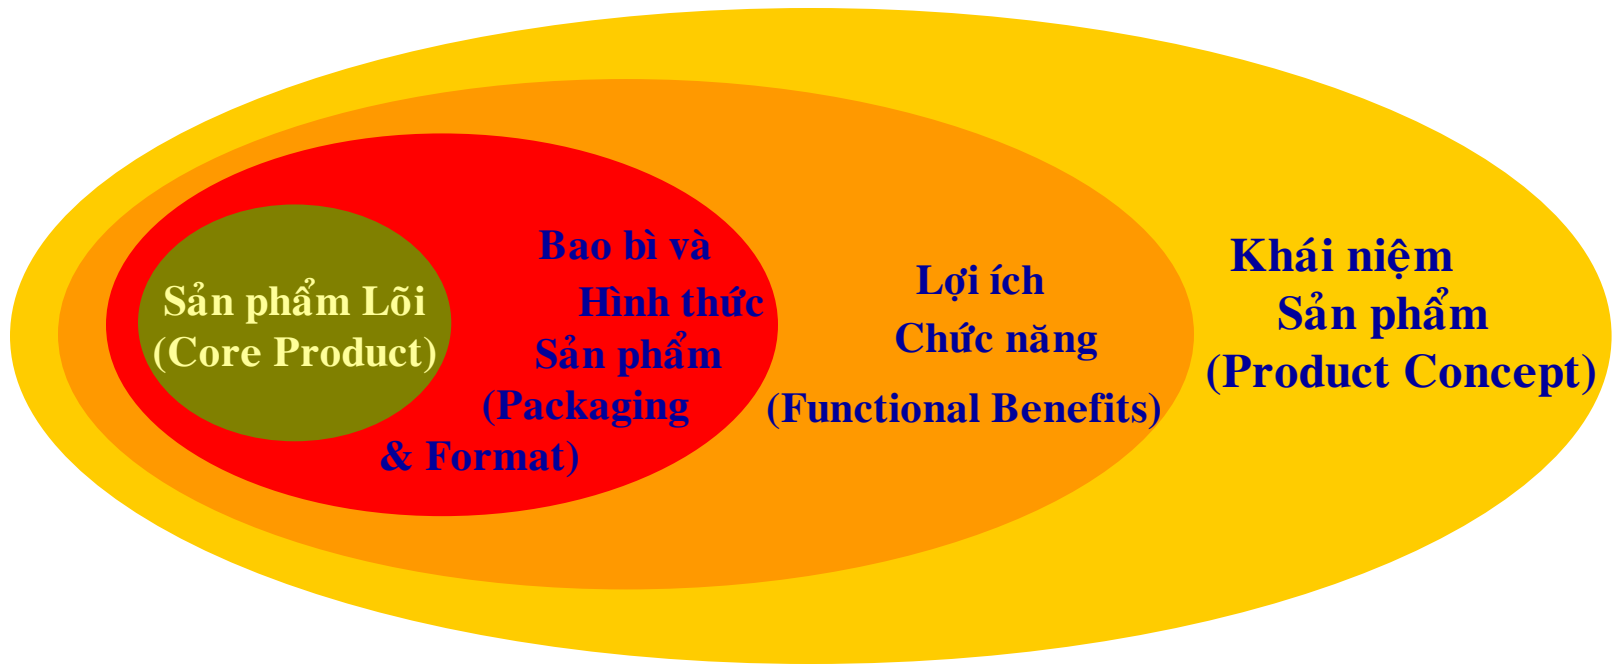 Sản phẩm Lõi
(Core Product)
Bao bì và
Hình thức
Sản phẩm
(Packaging
& Format)
Lợi ích
Chức năng
(Functional Benefits)
Khái niệm
Sản phẩm
(Product Concept)